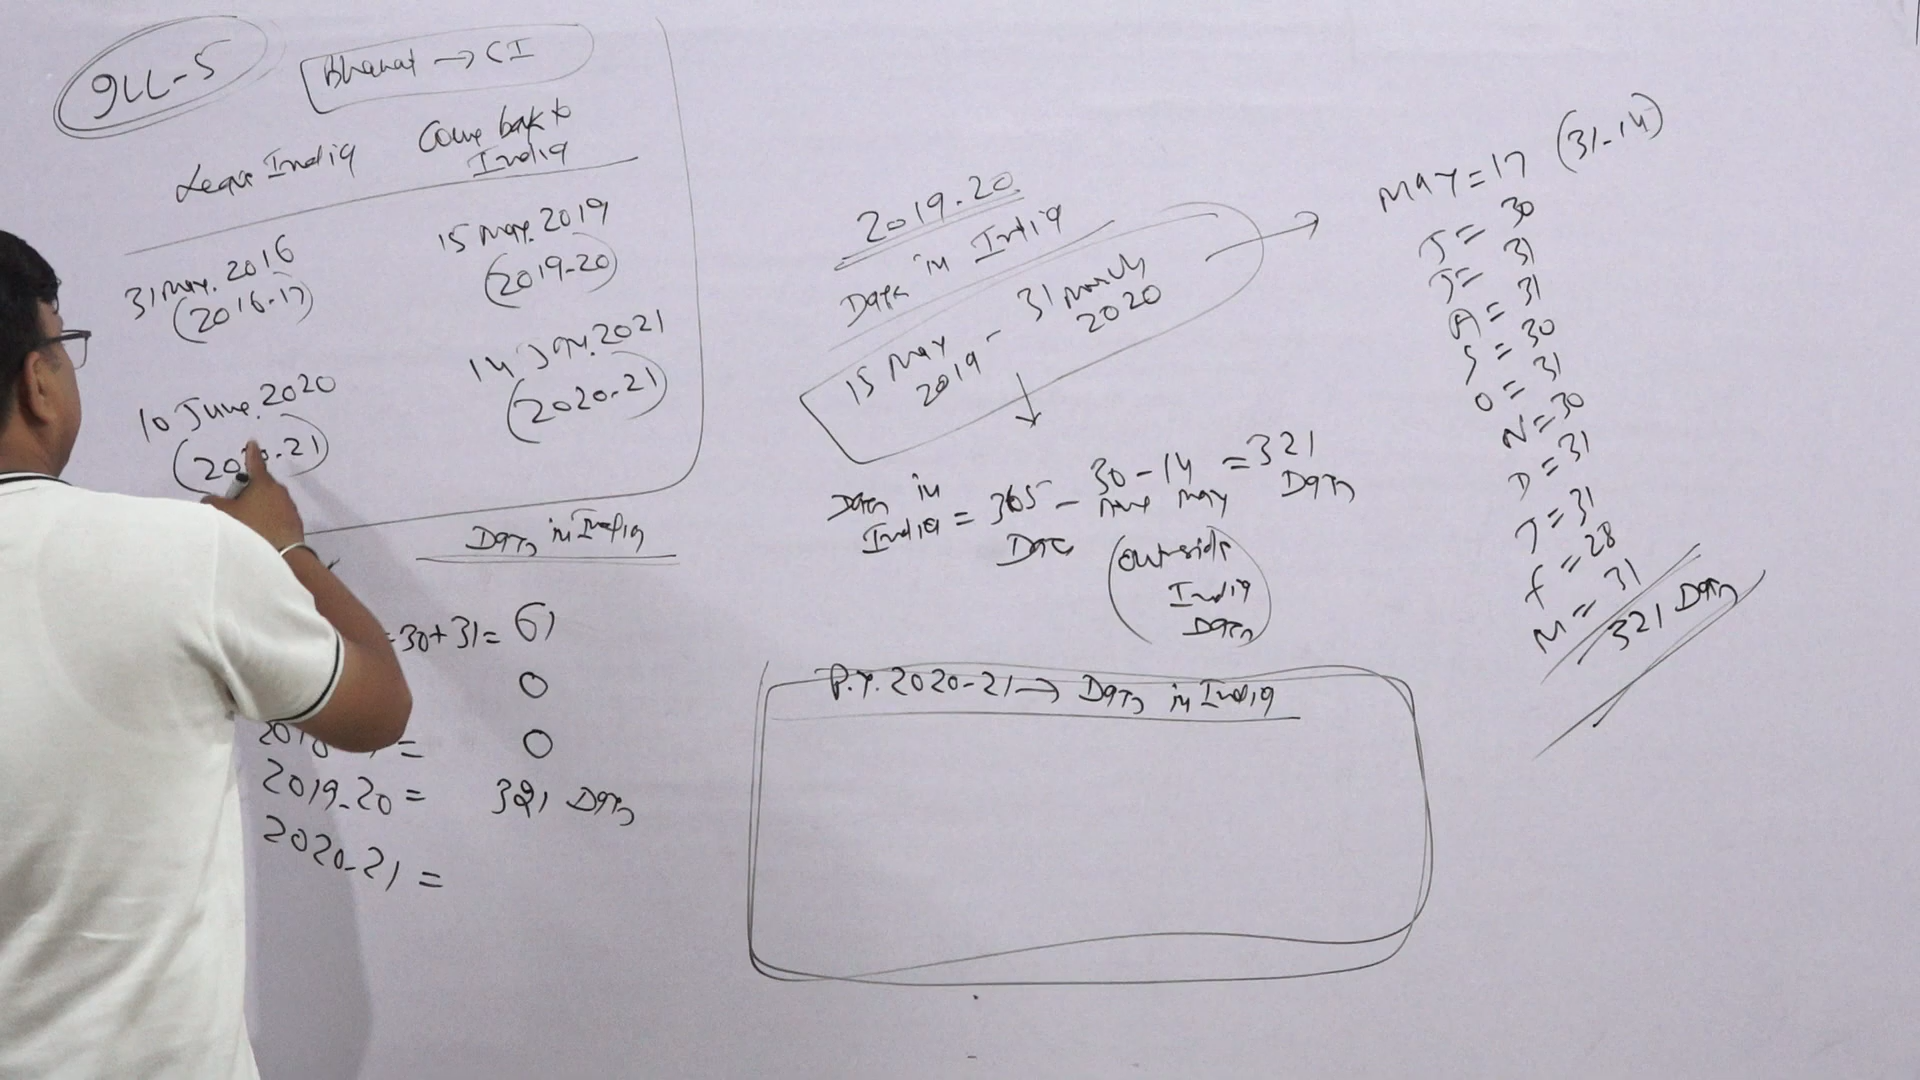 ILL-5
Bharat → CI
Leave India
Come back to
India
31 May. 2016
(2016-17)
15 May. 2019
(2019-20)
10 June. 2020
14 Jan. 2021
(2020-21)
Days in India
=30+31= 61
0
=
0
2019-20 =
321 Days
2020-21 =
2019-20
Days in India
15 May
2019 -
31 March
2020
Days in
India = 365 - 30 - 14 = 321
Days
May
Days
(Outside
India
Days)
P.Y. 2020-21 → Days in India
May = 17 (31-14)
J = 30
J = 31
A = 31
S = 30
O = 31
N = 30
D = 31
J = 31
F = 28
M = 31
321 Days